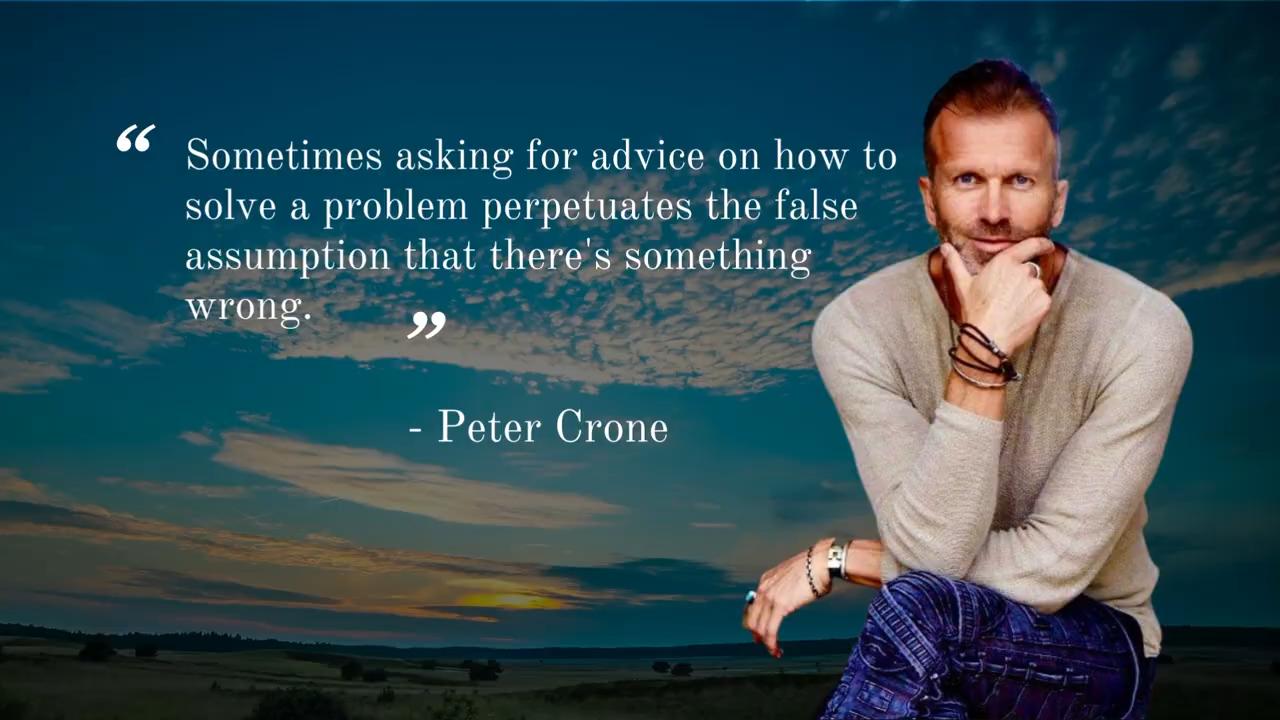 “ Sometimes asking for advice on how to
solve a problem perpetuates the false
assumption that there's something
wrong. ”
- Peter Crone